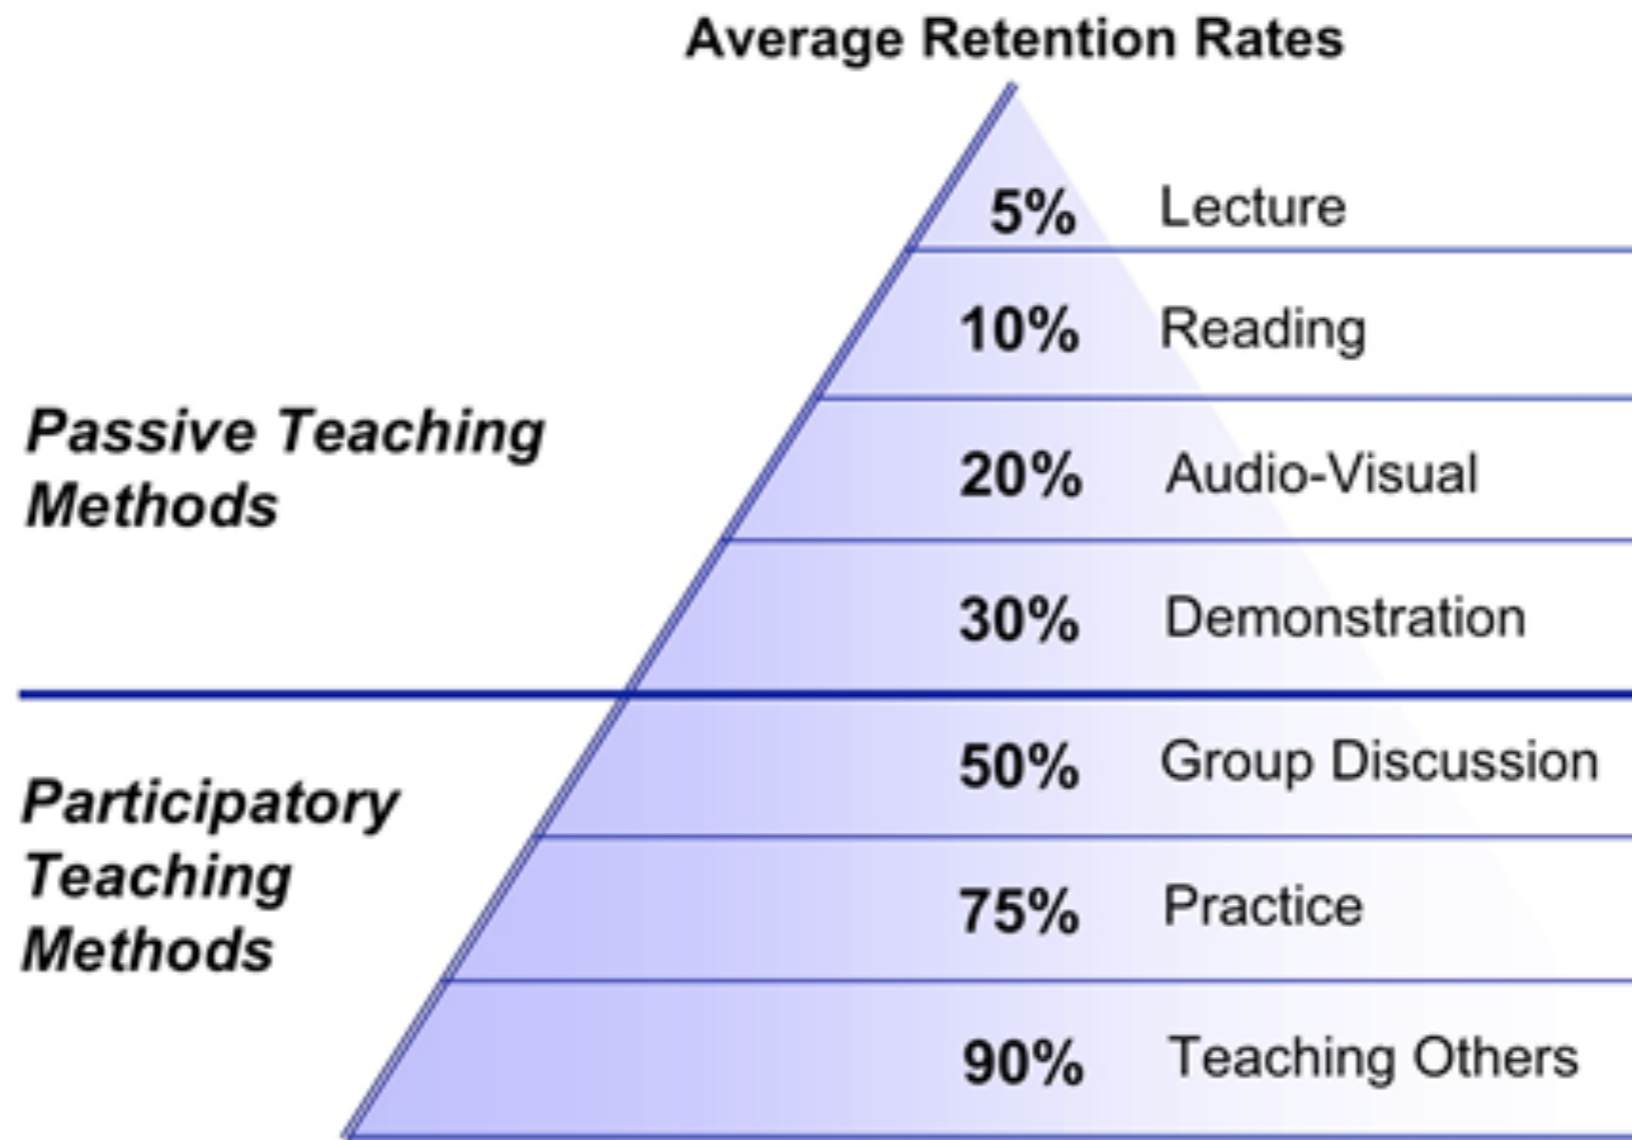 Average Retention Rates
5% Lecture
10% Reading
Passive Teaching
Methods
20% Audio-Visual
30% Demonstration
50% Group Discussion
Participatory
Teaching
Methods
75% Practice
90% Teaching Others